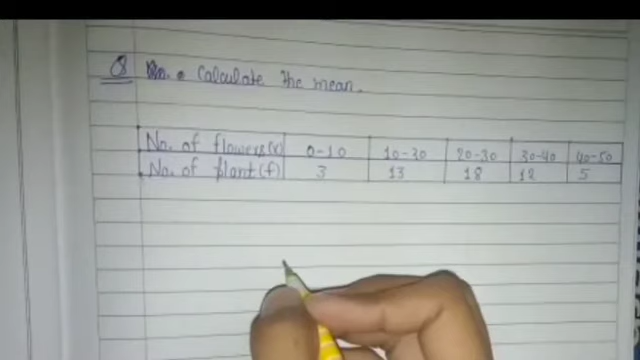 Q Calculate the mean.
No. of flowers(x) 0-10 10-20 20-30 30-40 40-50
No. of plant(f) 3 13 18 12 5